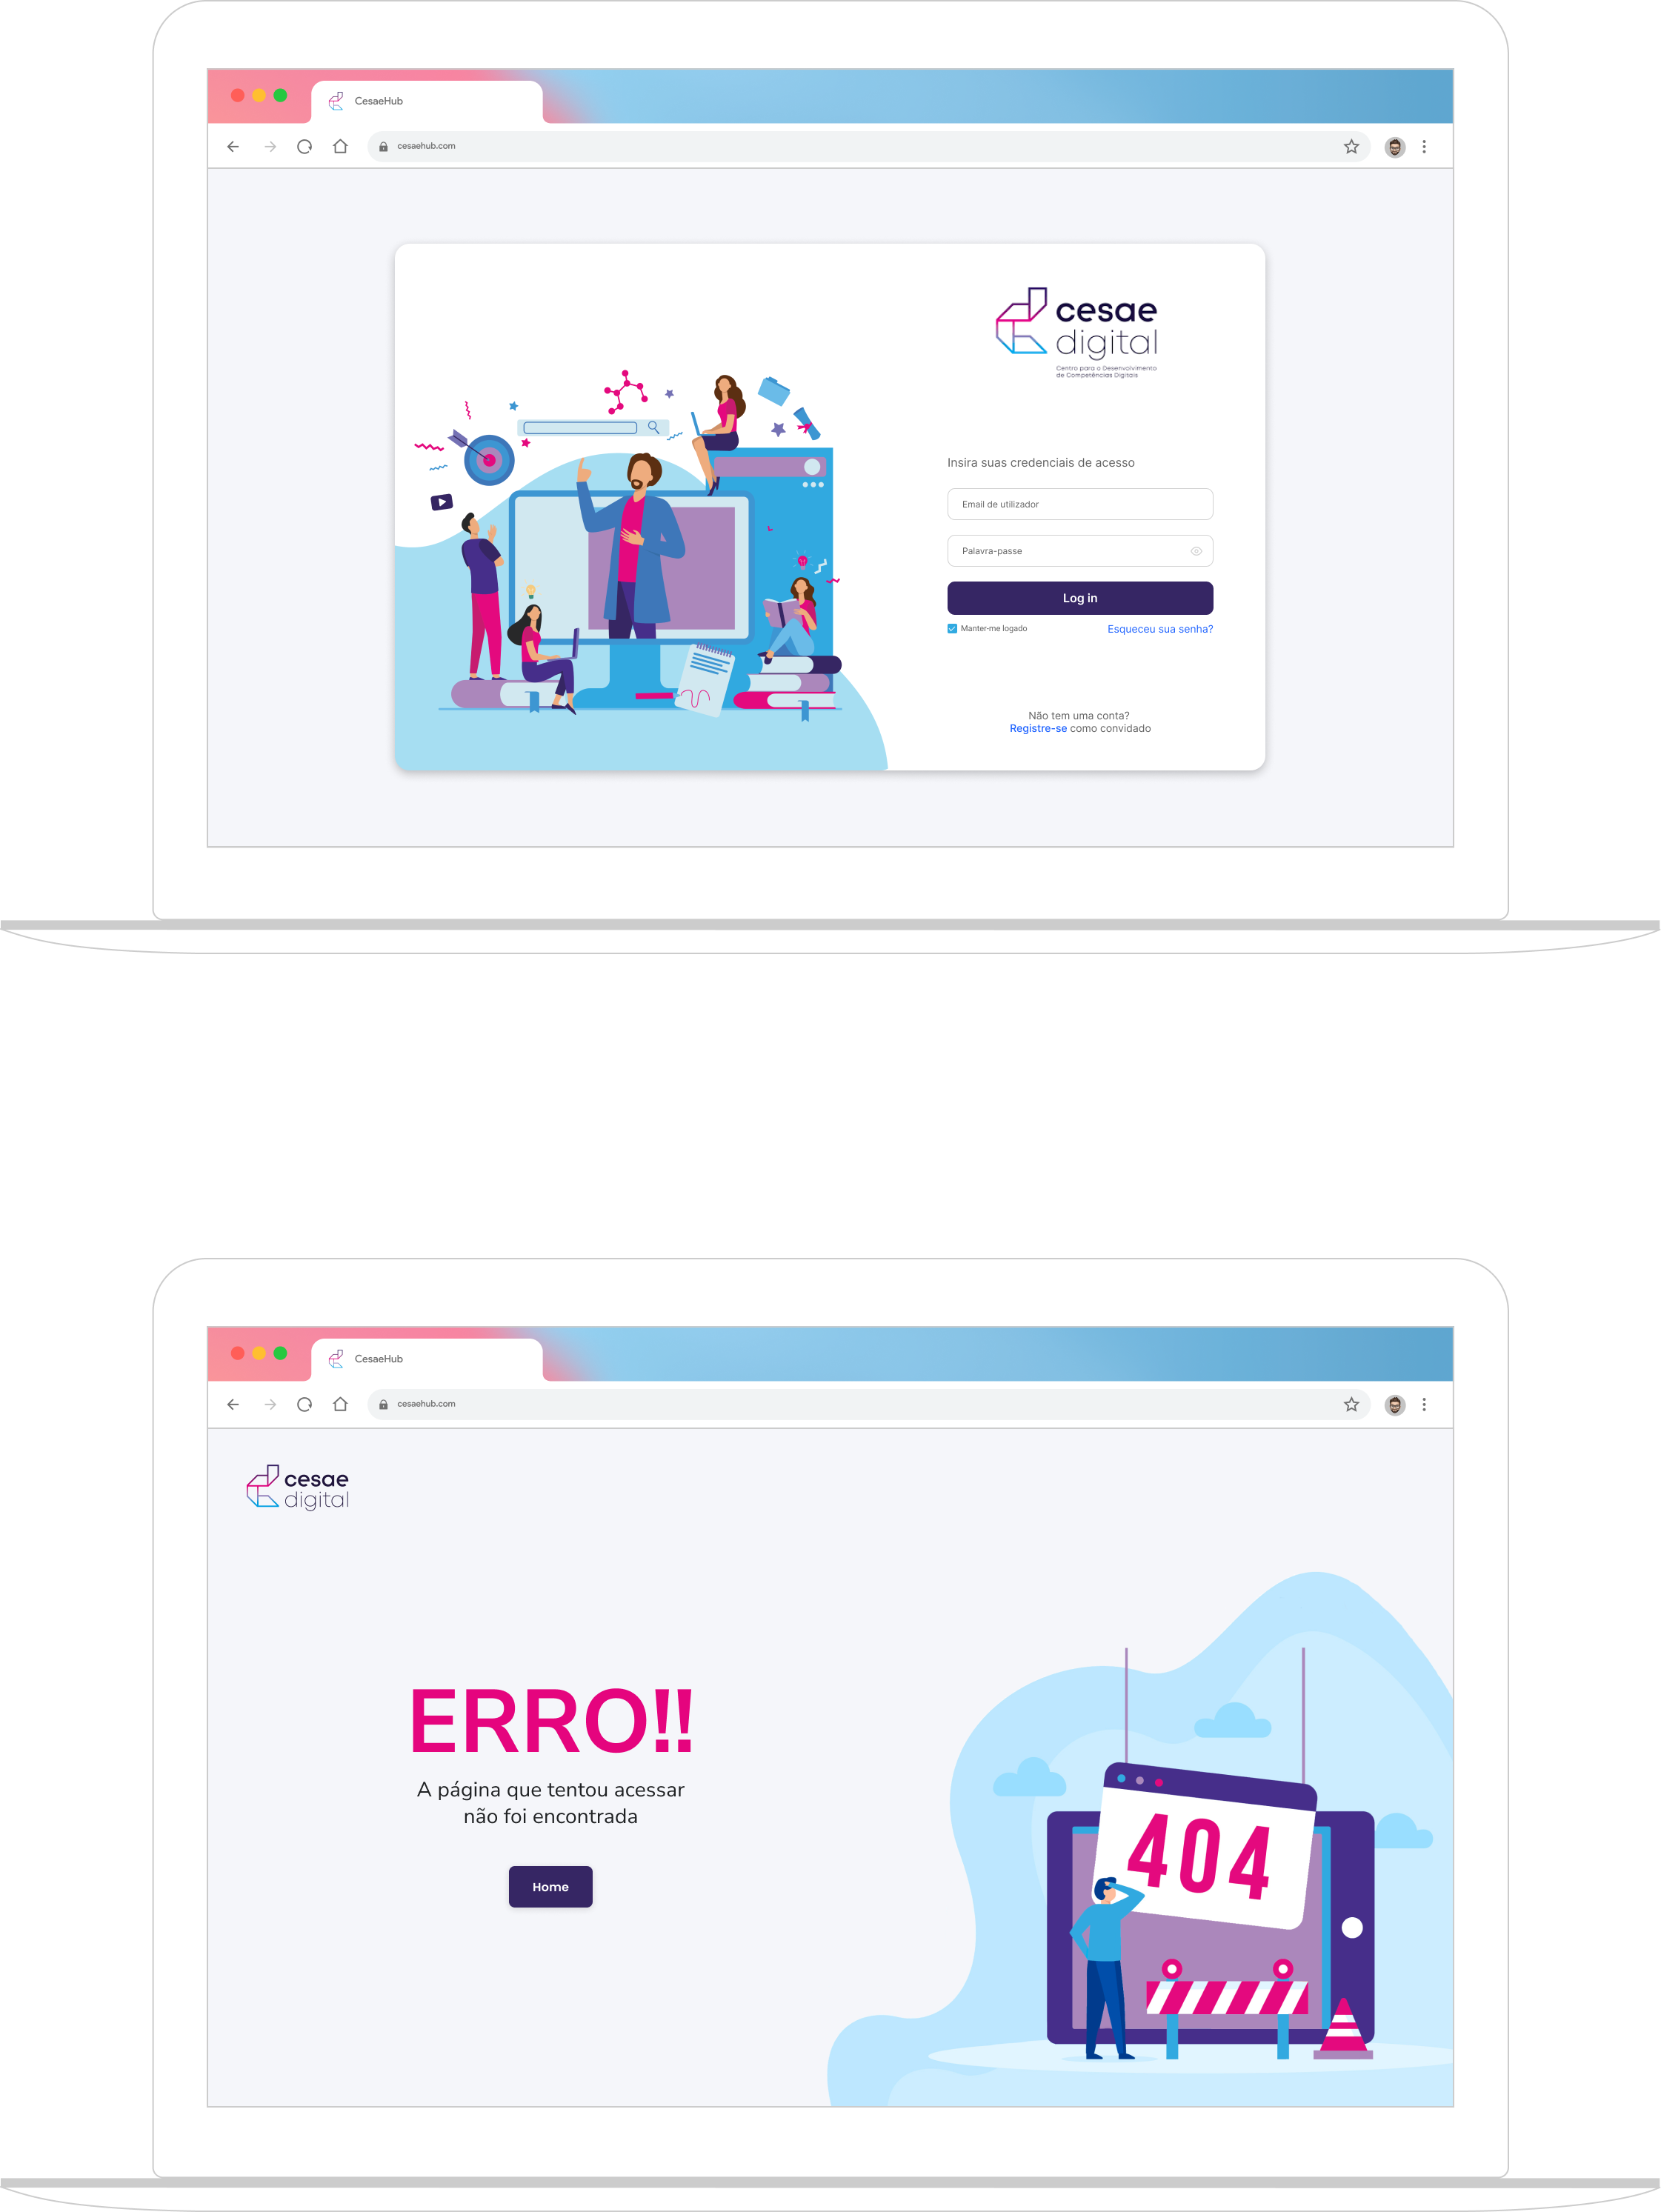 CesaeHub
cesaehub.com
cesae
digital
Centro para o Desenvolvimento
de Competências Digitais
Insira suas credenciais de acesso
Email de utilizador
Palavra-passe
Log in
Manter-me logado
Esqueceu sua senha?
Não tem uma conta?
Registre-se como convidado
CesaeHub
cesaehub.com
cesae
digital
ERRO!!
A página que tentou acessar
não foi encontrada
Home
404